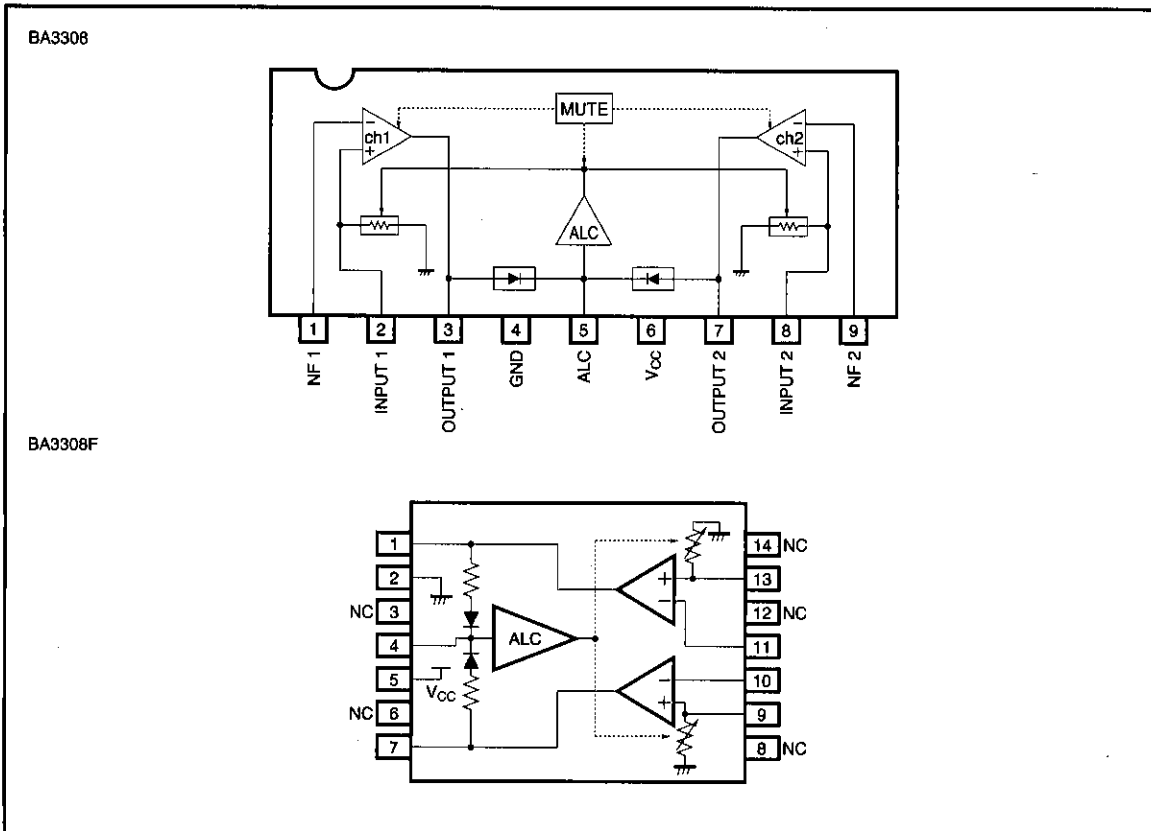 BA3308
MUTE
ch1
ch2
ALC
1 2 3 4 5 6 7 8 9
NF 1
INPUT 1
OUTPUT 1
GND
ALC
VCC
OUTPUT 2
INPUT 2
NF 2
BA3308F
1
14 NC
2
13
NC 3
12 NC
ALC
4
11
5
VCC
10
NC 6
9
7
8 NC